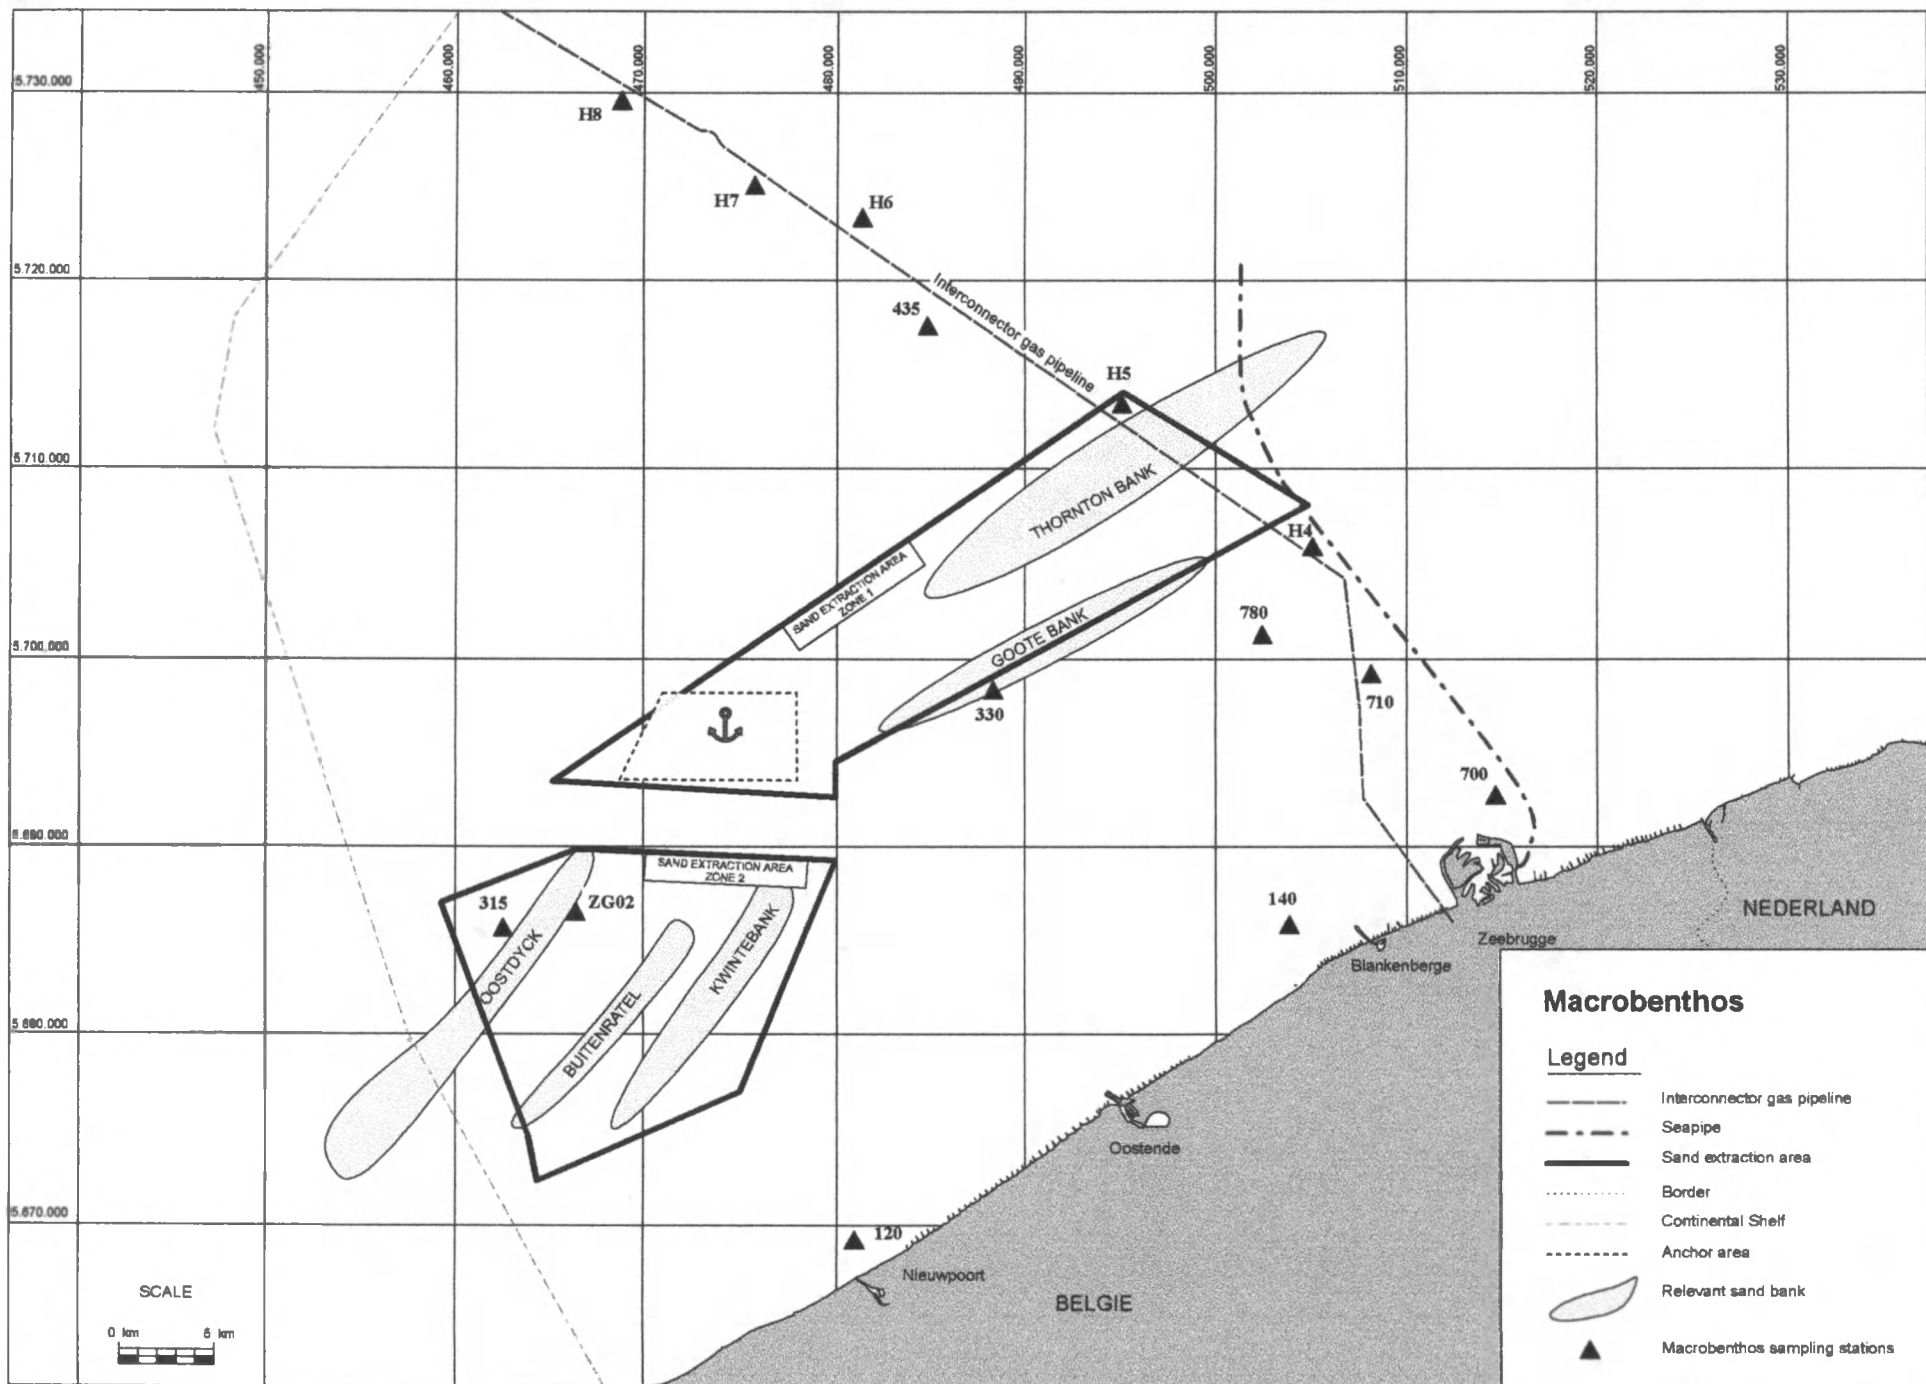 450.000
460.000
470.000
480.000
490.000
500.000
510.000
520.000
530.000
5.730.000
H8
H7
H6
5.720.000
435
Interconnector gas pipeline
H5
5.710.000
THORNTON BANK
H4
SAND EXTRACTION AREA
ZONE 1
780
GOOTE BANK
5.700.000
710
330
700
5.690.000
SAND EXTRACTION AREA
ZONE 2
315
ZG02
140
NEDERLAND
Zeebrugge
Blankenberge
OOSTDYCK
KWINTEBANK
BUITENRATEL
5.680.000
Oostende
5.670.000
120
Nieuwpoort
BELGIE
SCALE
0 km
5 km
Macrobenthos
Legend
Interconnector gas pipeline
Seapipe
Sand extraction area
Border
Continental Shelf
Anchor area
Relevant sand bank
Macrobenthos sampling stations